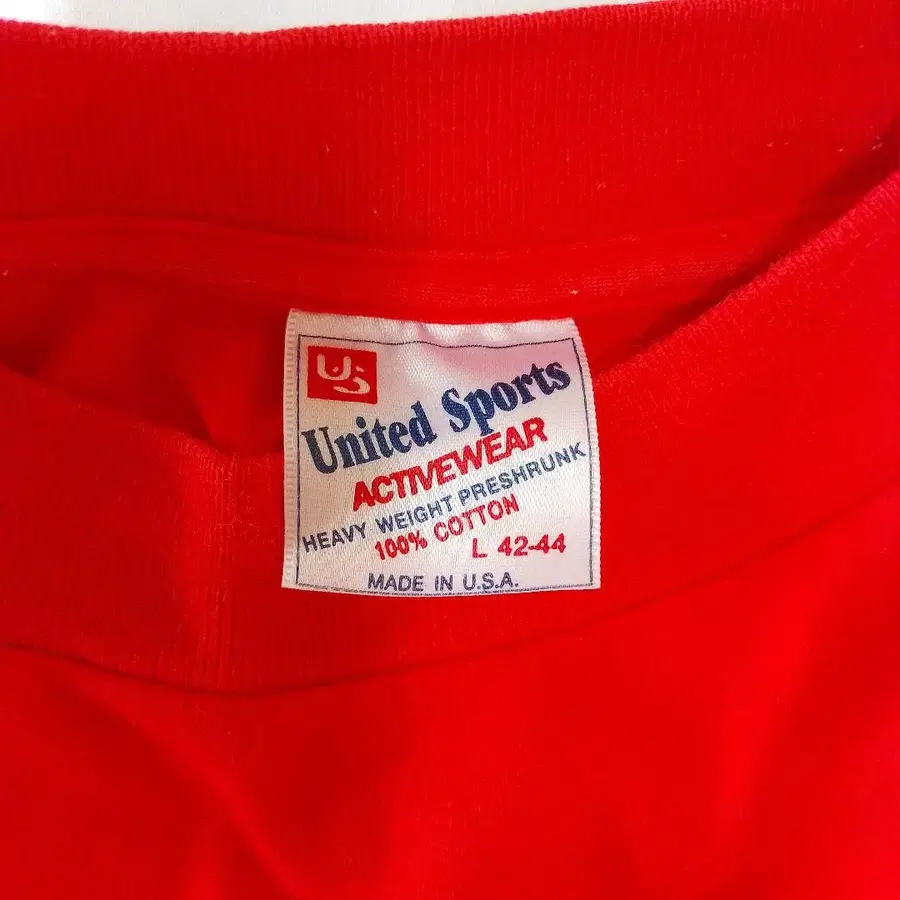 US
United Sports
ACTIVEWEAR
HEAVY WEIGHT PRESHRUNK
100% COTTON
L 42-44
MADE IN U.S.A.